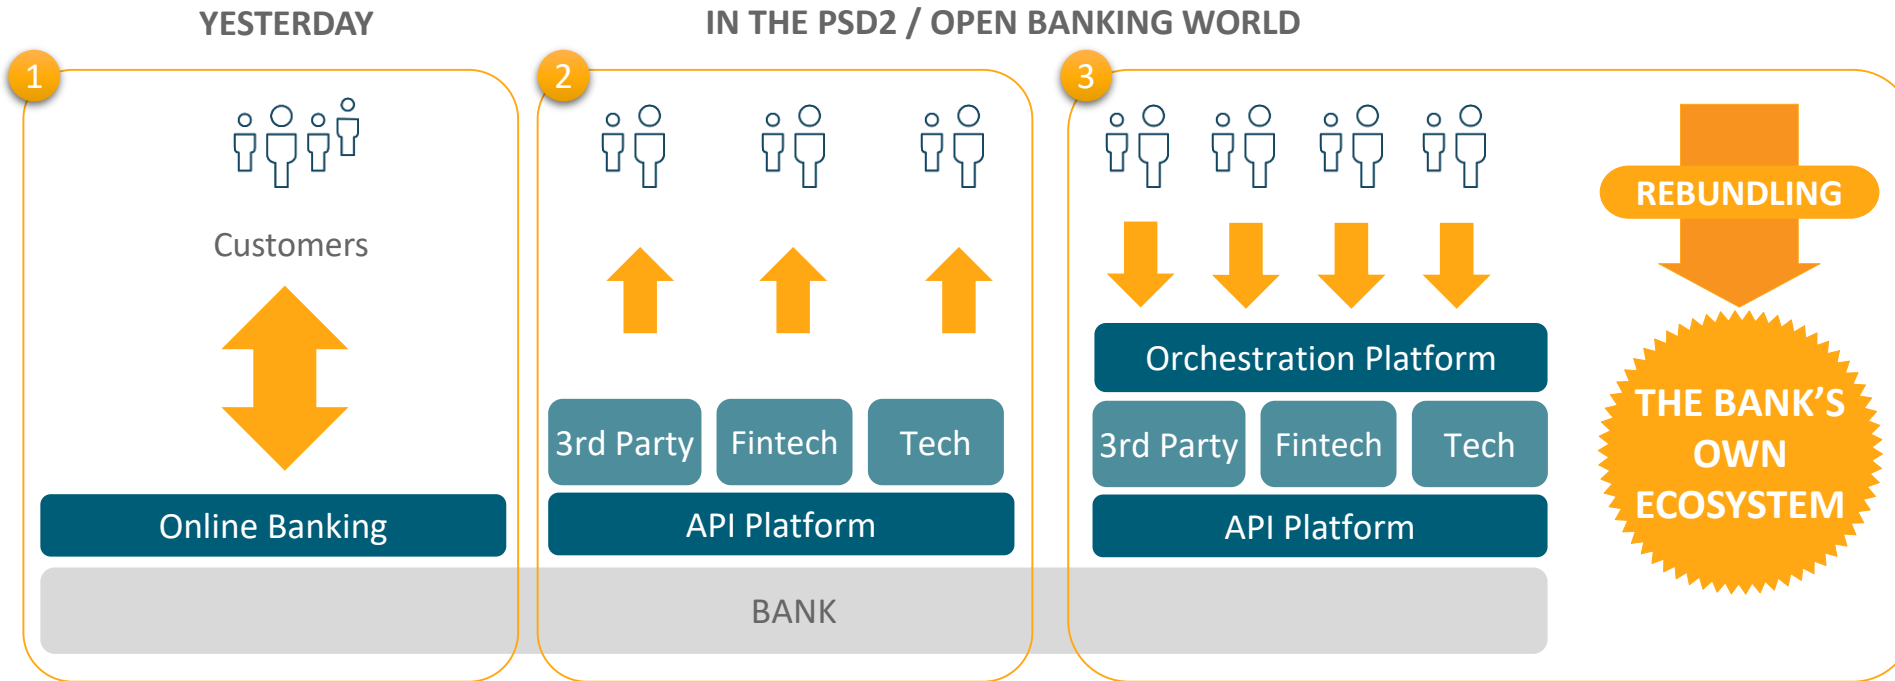 YESTERDAY
IN THE PSD2 / OPEN BANKING WORLD
1
Customers
Online Banking
2
3rd Party
Fintech
Tech
API Platform
3
Orchestration Platform
3rd Party
Fintech
Tech
API Platform
BANK
REBUNDLING
THE BANK’S
OWN
ECOSYSTEM